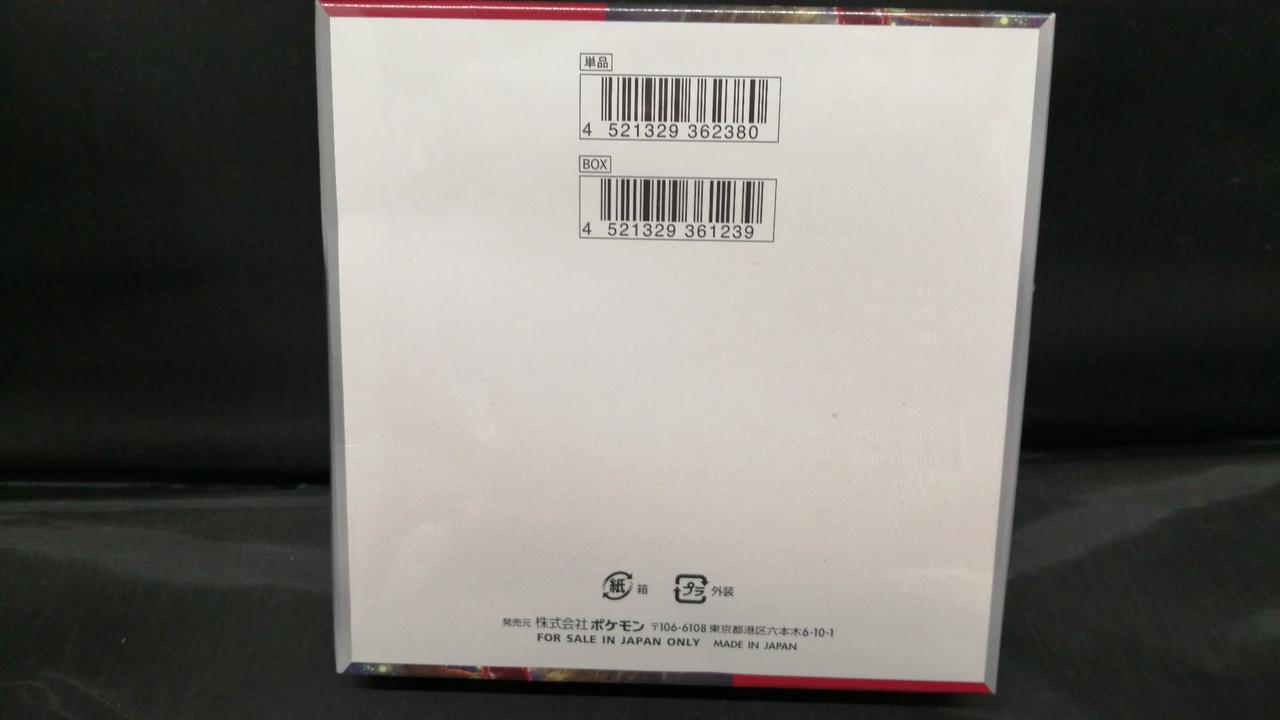 単品
4 521329 362380
BOX
4 521329 361239
紙 箱 プラ 外装
発売元 株式会社ポケモン 〒106-6108 東京都港区六本木6-10-1
FOR SALE IN JAPAN ONLY MADE IN JAPAN